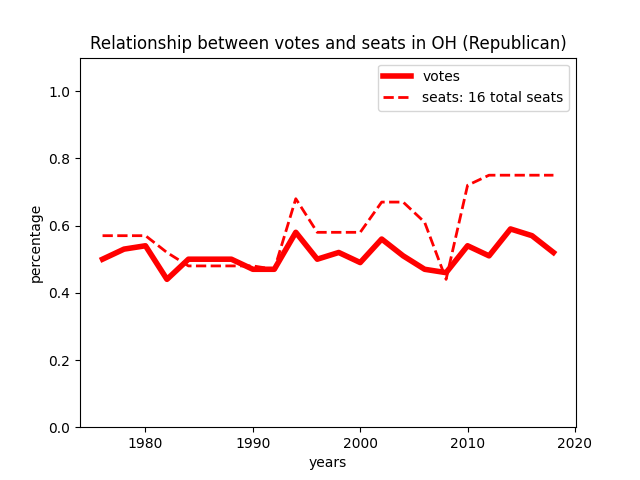 Relationship between votes and seats in OH (Republican)
votes
seats: 16 total seats
1.0
0.8
0.6
0.4
0.2
0.0
percentage
1980
1990
2000
2010
2020
years